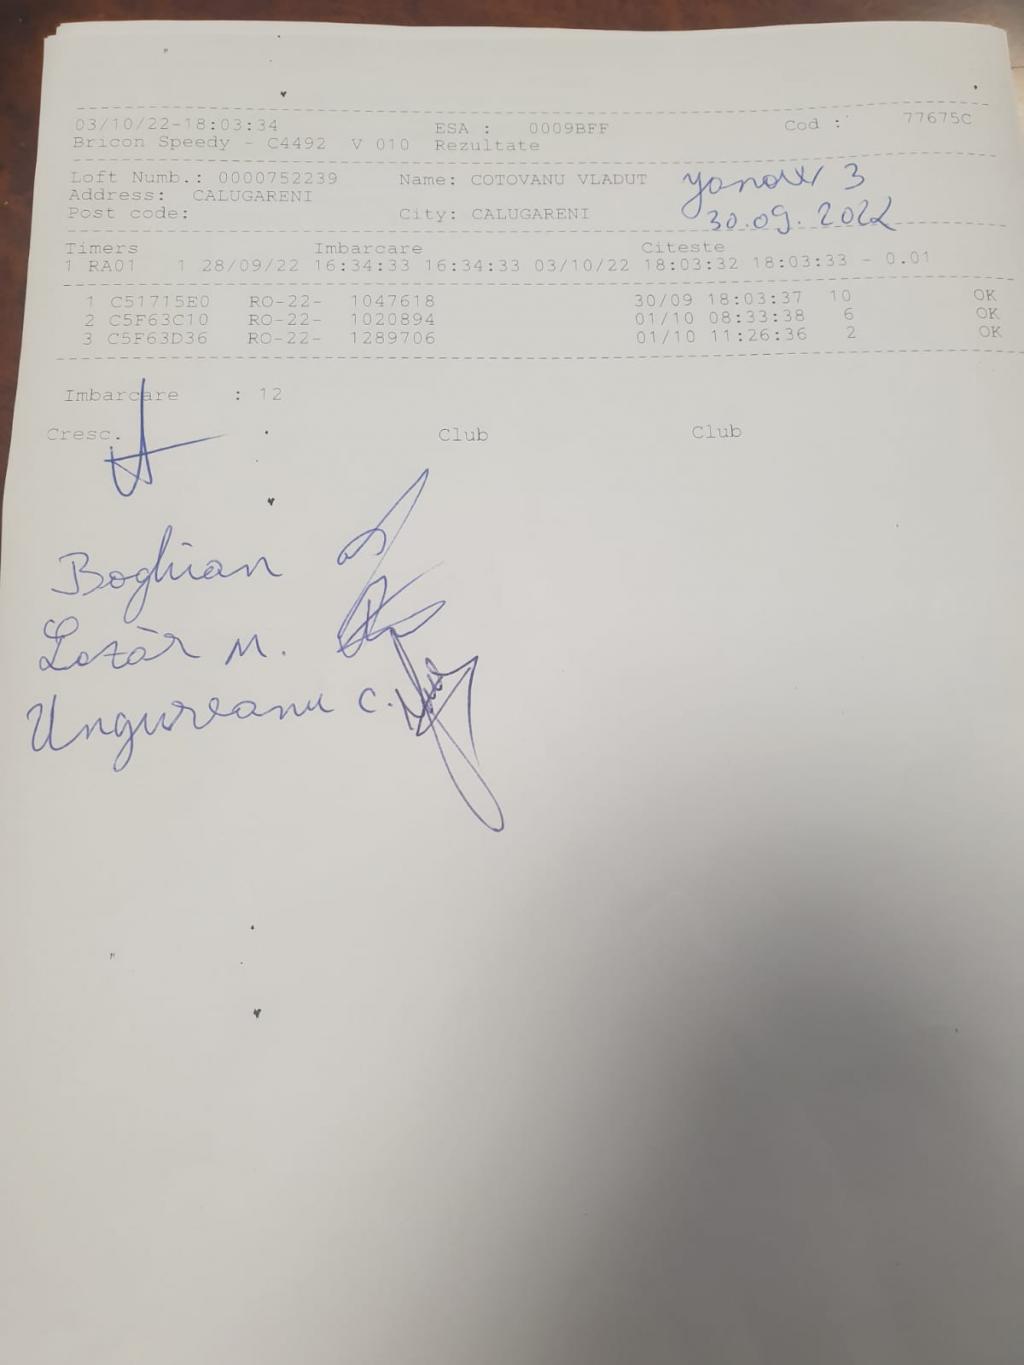 03/10/22-18:03:34 ESA : 0009BFF Cod : 77675C
Bricon Speedy - C4492 V 010 Rezultate
Loft Numb.: 0000752239 Name: COTOVANU VLADUT
Address: CALUGARENI
Post code: City: CALUGARENI
3
30.09.2022
Timers Imbarcare Citeste
1 RA01 1 28/09/22 16:34:33 16:34:33 03/10/22 18:03:32 18:03:33 - 0.01
1 C51715E0 RO-22- 1047618 30/09 18:03:37 10 OK
2 C5F63C10 RO-22- 1020894 01/10 08:33:38 6 OK
3 C5F63D36 RO-22- 1289706 01/10 11:26:36 2 OK
Imbarcare : 12
Cresc. Club Club
Boghian
Lazăr M.
Ungureanu C.